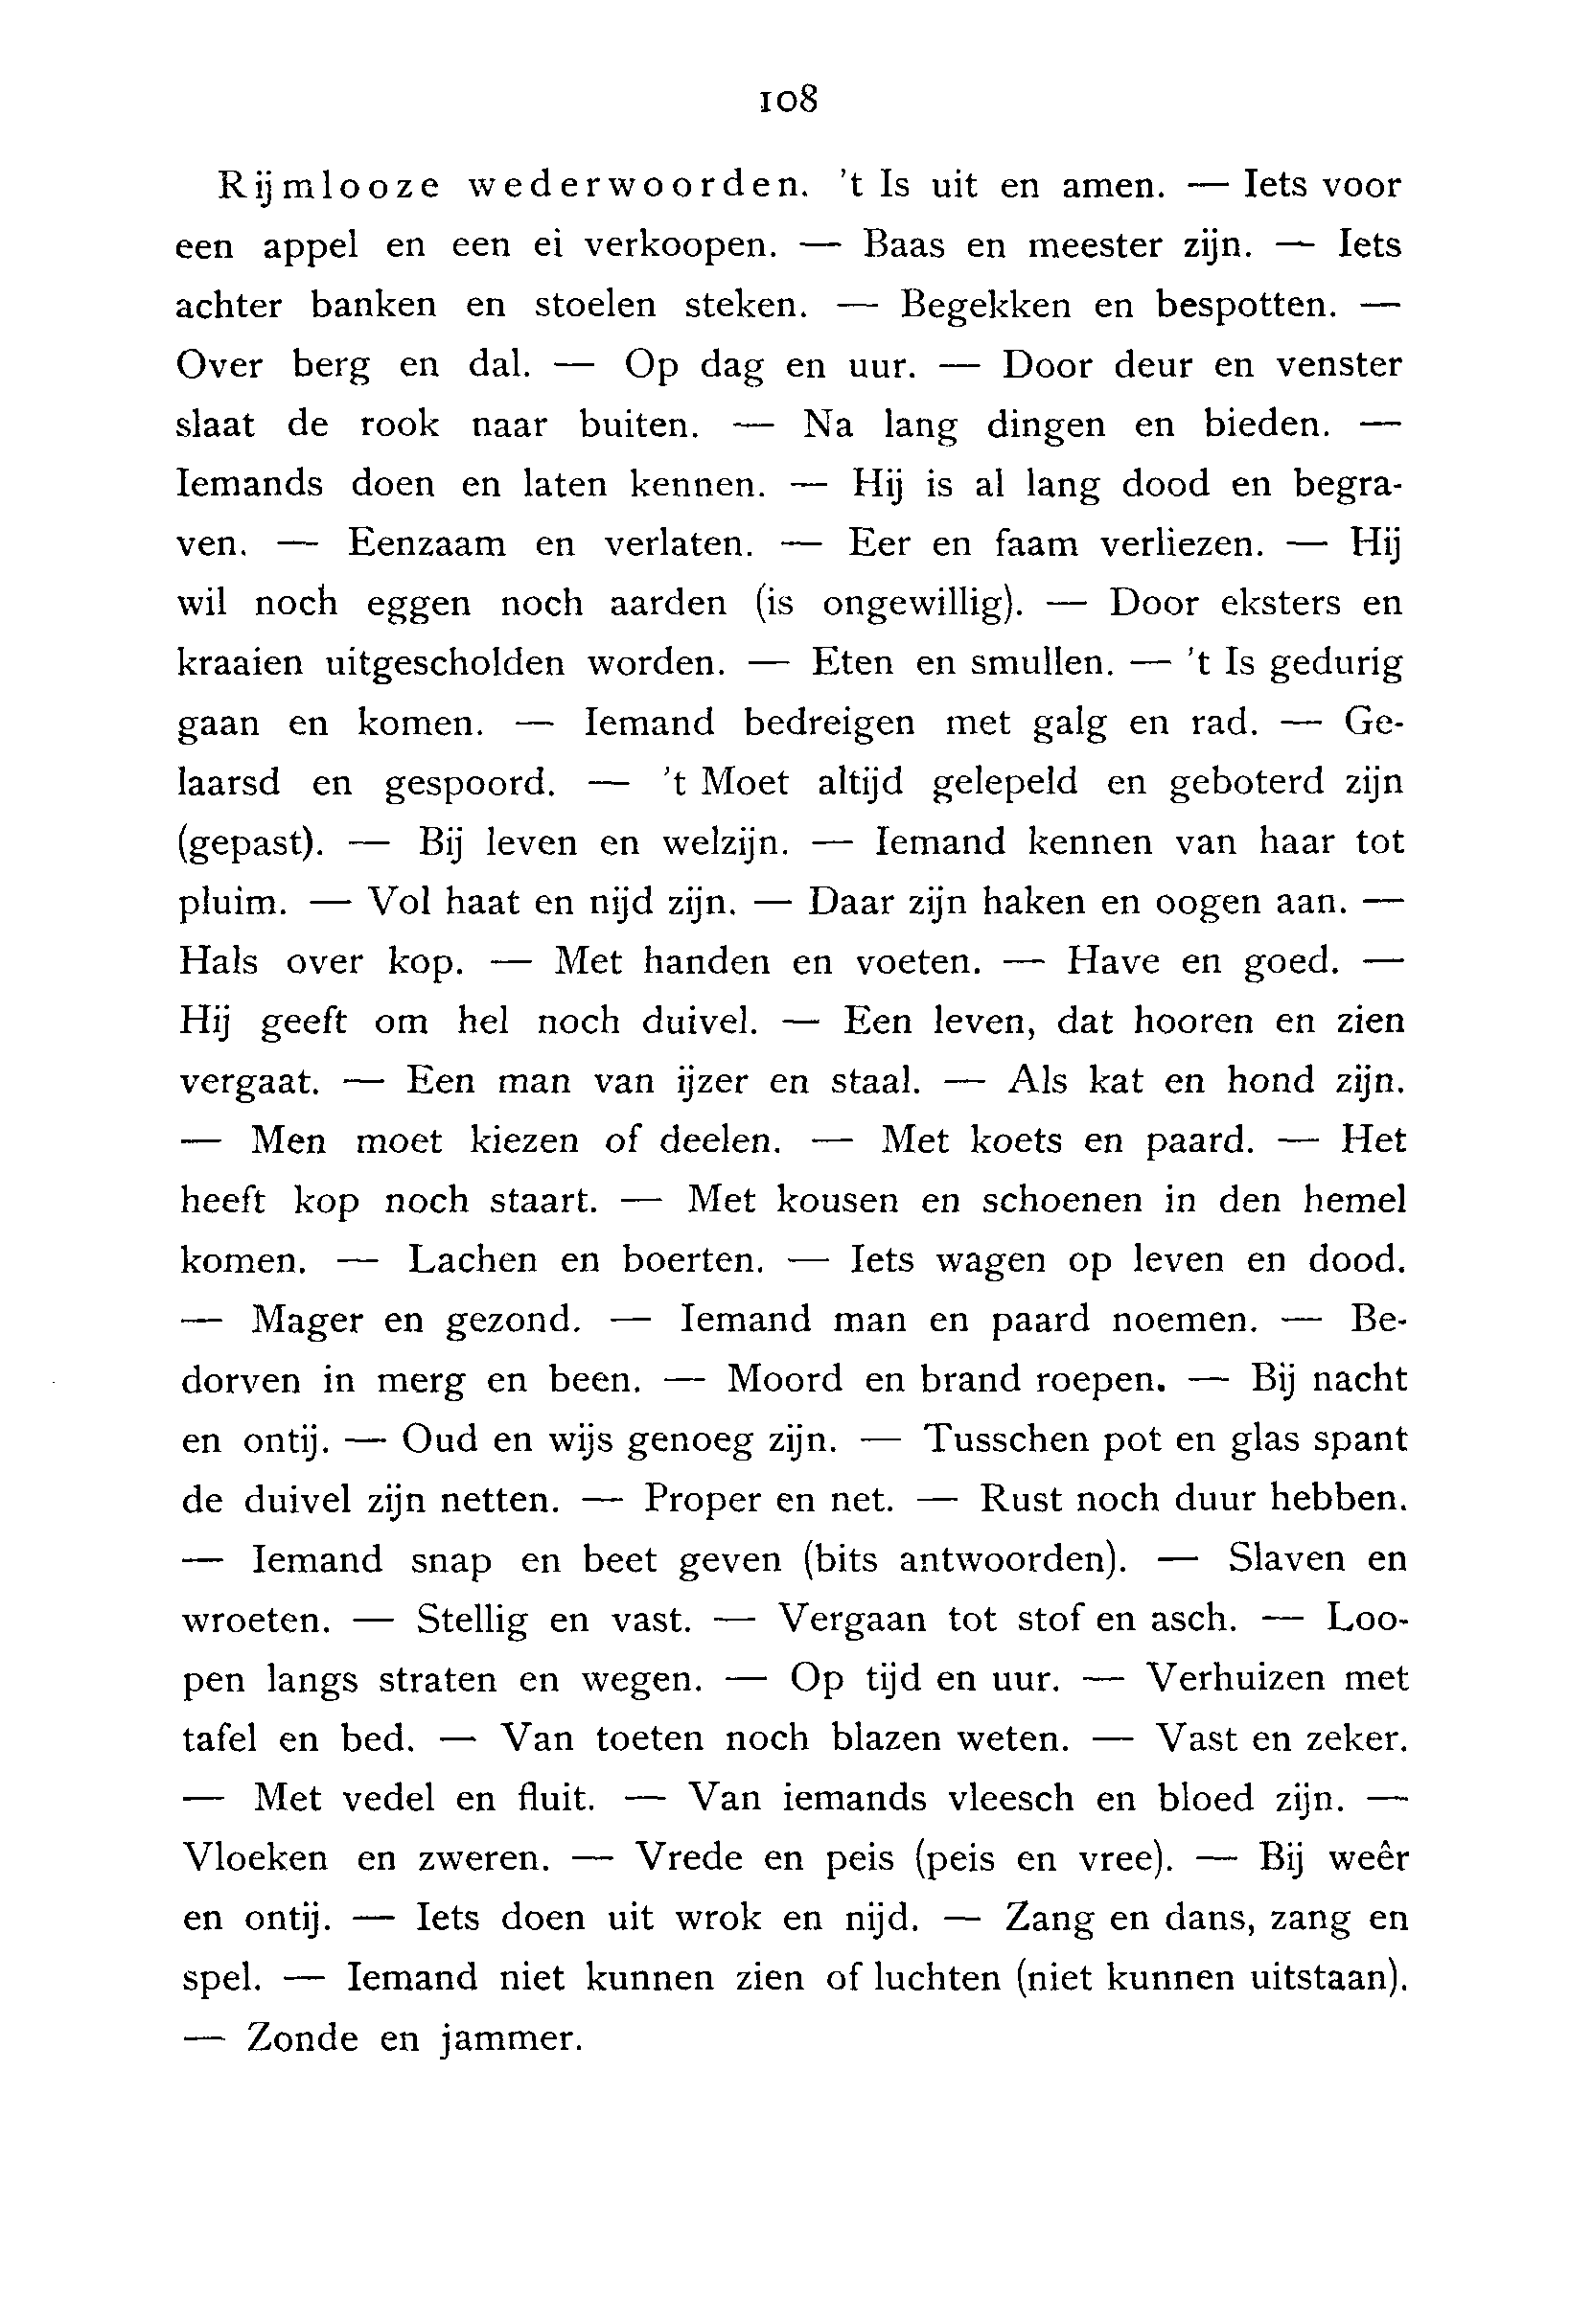 108
Rijmlooze wederwoorden. 't Is uit en amen. — Iets voor
een appel en een ei verkoopen. — Baas en meester zijn. — Iets
achter banken en stoelen steken. — Begekken en bespotten. —
Over berg en dal. — Op dag en uur. — Door deur en venster
slaat de rook naar buiten. — Na lang dingen en bieden. —
Iemands doen en laten kennen. — Hij is al lang dood en begra-
ven. — Eenzaam en verlaten. — Eer en faam verliezen. — Hij
wil noch eggen noch aarden (is ongewillig). — Door eksters en
kraaien uitgescholden worden. — Eten en smullen. — 't Is gedurig
gaan en komen. — Iemand bedreigen met galg en rad. — Ge-
laarsd en gespoord. — 't Moet altijd gelepeld en geboterd zijn
(gepast). — Bij leven en welzijn. — Iemand kennen van haar tot
pluim. — Vol haat en nijd zijn. — Daar zijn haken en oogen aan. —
Hals over kop. — Met handen en voeten. — Have en goed. —
Hij geeft om hel noch duivel. — Een leven, dat hooren en zien
vergaat. — Een man van ijzer en staal. — Als kat en hond zijn.
— Men moet kiezen of deelen. — Met koets en paard. — Het
heeft kop noch staart. — Met kousen en schoenen in den hemel
komen. — Lachen en boerten. — Iets wagen op leven en dood.
— Mager en gezond. — Iemand man en paard noemen. — Be-
dorven in merg en been. — Moord en brand roepen. — Bij nacht
en ontij. — Oud en wijs genoeg zijn. — Tusschen pot en glas spant
de duivel zijn netten. — Proper en net. — Rust noch duur hebben.
— Iemand snap en beet geven (bits antwoorden). — Slaven en
wroeten. — Stellig en vast. — Vergaan tot stof en asch. — Loo-
pen langs straten en wegen. — Op tijd en uur. — Verhuizen met
tafel en bed. — Van toeten noch blazen weten. — Vast en zeker.
— Met vedel en fluit. — Van iemands vleesch en bloed zijn. —
Vloeken en zweren. — Vrede en peis (peis en vree). — Bij weêr
en ontij. — Iets doen uit wrok en nijd. — Zang en dans, zang en
spel. — Iemand niet kunnen zien of luchten (niet kunnen uitstaan).
— Zonde en jammer.